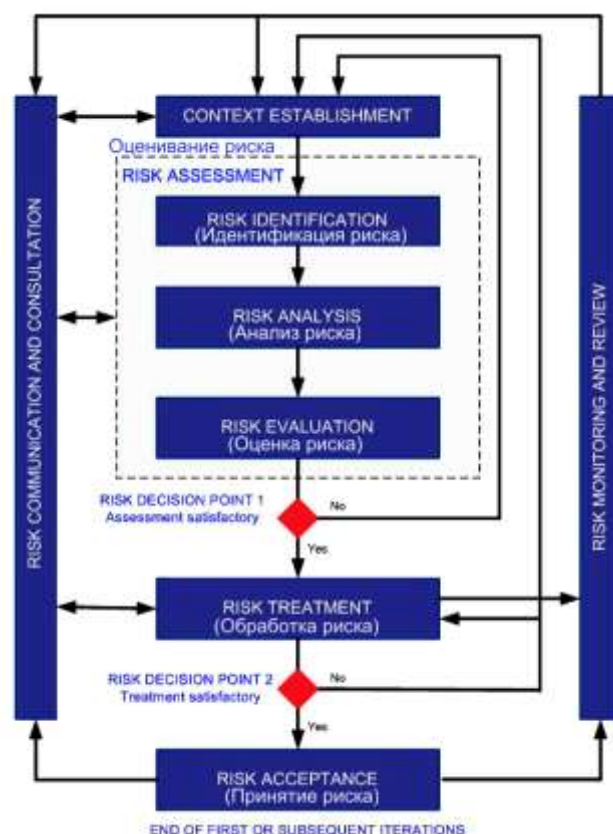 CONTEXT ESTABLISHMENT
Оценивание риска
RISK ASSESSMENT
RISK IDENTIFICATION
(Идентификация риска)
RISK ANALYSIS
(Анализ риска)
RISK EVALUATION
(Оценка риска)
RISK DECISION POINT 1
Assessment satisfactory
No
Yes
RISK TREATMENT
(Обработка риска)
RISK DECISION POINT 2
Treatment satisfactory
No
Yes
RISK ACCEPTANCE
(Принятие риска)
END OF FIRST OR SUBSEQUENT ITERATIONS
RISK COMMUNICATION AND CONSULTATION
RISK MONITORING AND REVIEW